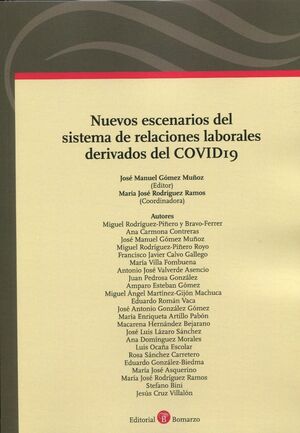 Nuevos escenarios del
sistema de relaciones laborales
derivados del COVID19
José Manuel Gómez Muñoz
(Editor)
María José Rodríguez Ramos
(Coordinadora)
Autores
Miguel Rodríguez-Piñero y Bravo-Ferrer
Ana Carmona Contreras
José Manuel Gómez Muñoz
Miguel Rodríguez-Piñero Royo
Francisco Javier Calvo Gallego
María Villa Fombuena
Antonio José Valverde Asencio
Juan Pedrosa González
Amparo Esteban Gómez
Miguel Ángel Martínez-Gijón Machuca
Eduardo Román Vaca
José Antonio González Gómez
María Enriqueta Artillo Pabón
Macarena Hernández Bejarano
José Luis Lázaro Sánchez
Ana Domínguez Morales
Luis Ocaña Escolar
Rosa Sánchez Carretero
Eduardo González-Biedma
María José Asquerino
María José Rodríguez Ramos
Stefano Bini
Jesús Cruz Villalón
Editorial B Bomarzo